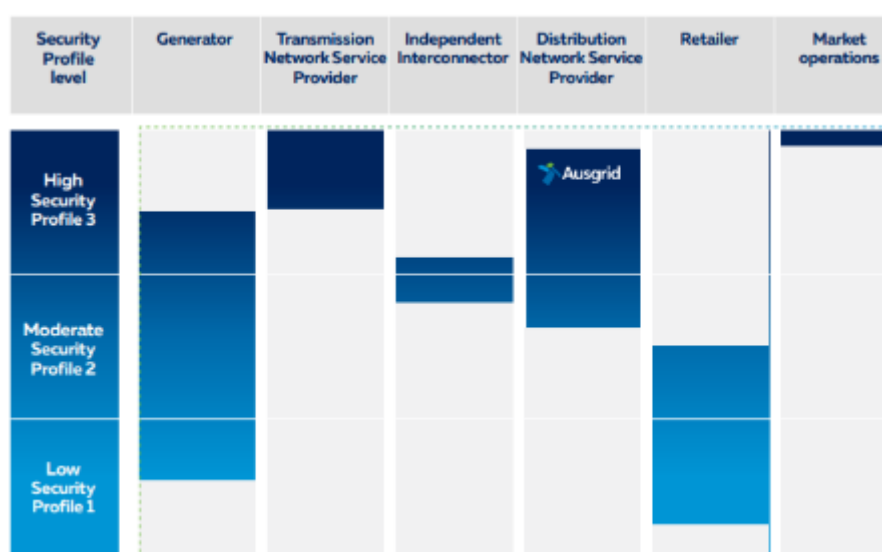 Security
Profile
level
Generator
Transmission
Network Service
Provider
Independent
Interconnector
Distribution
Network Service
Provider
Retailer
Market
operations
High
Security
Profile 3
Ausgrid
Moderate
Security
Profile 2
Low
Security
Profile 1